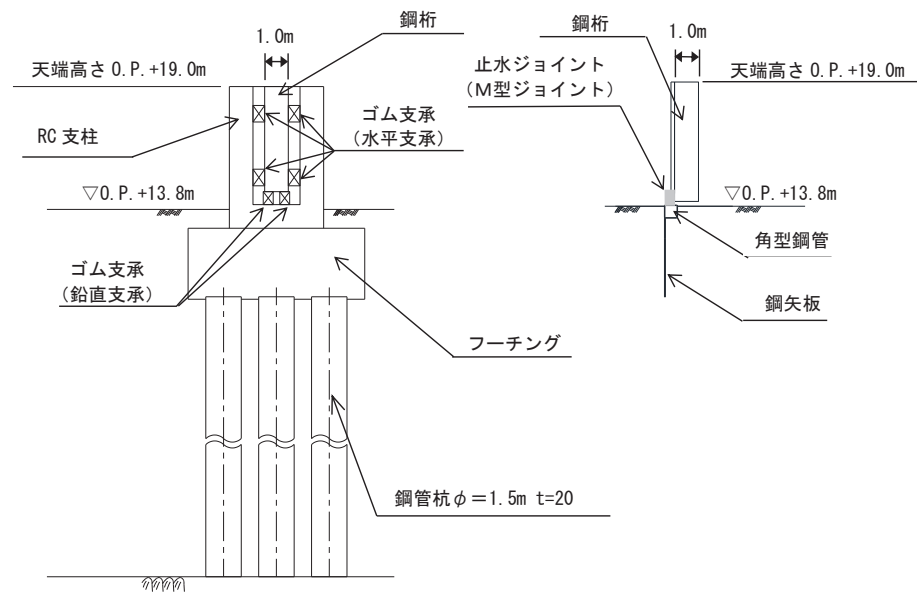 鋼桁
1.0m
天端高さ O.P.+19.0m
RC 支柱
ゴム支承
(水平支承)
▽O.P.+13.8m
ゴム支承
(鉛直支承)
フーチング
鋼管杭φ=1.5m t=20
鋼桁
1.0m
止水ジョイント
(M型ジョイント)
天端高さ O.P.+19.0m
▽O.P.+13.8m
角型鋼管
鋼矢板